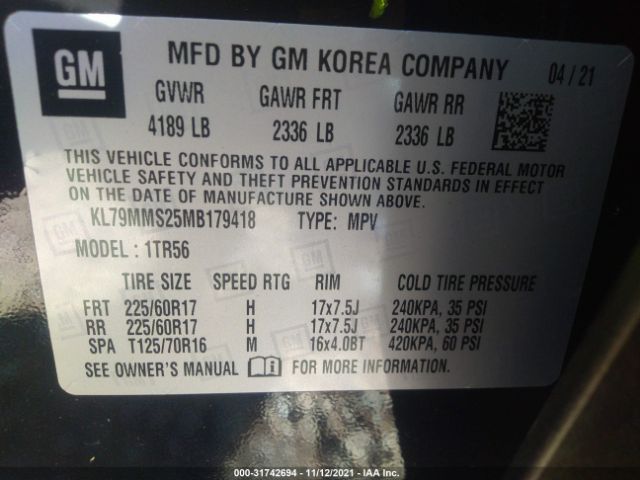 GM
MFD BY GM KOREA COMPANY 04 / 21
GVWR GAWR FRT GAWR RR
4189 LB 2336 LB 2336 LB
THIS VEHICLE CONFORMS TO ALL APPLICABLE U.S. FEDERAL MOTOR
VEHICLE SAFETY AND THEFT PREVENTION STANDARDS IN EFFECT
ON THE DATE OF MANUFACTURE SHOWN ABOVE.
KL79MMS25MB179418 TYPE: MPV
MODEL : 1TR56
TIRE SIZE SPEED RTG RIM COLD TIRE PRESSURE
FRT 225/60R17 H 17x7.5J 240KPA, 35 PSI
RR 225/60R17 H 17x7.5J 240KPA, 35 PSI
SPA T125/70R16 M 16x4.0BT 420KPA, 60 PSI
SEE OWNER'S MANUAL i FOR MORE INFORMATION
000-31742694 - 11/12/2021 - IAA Inc.